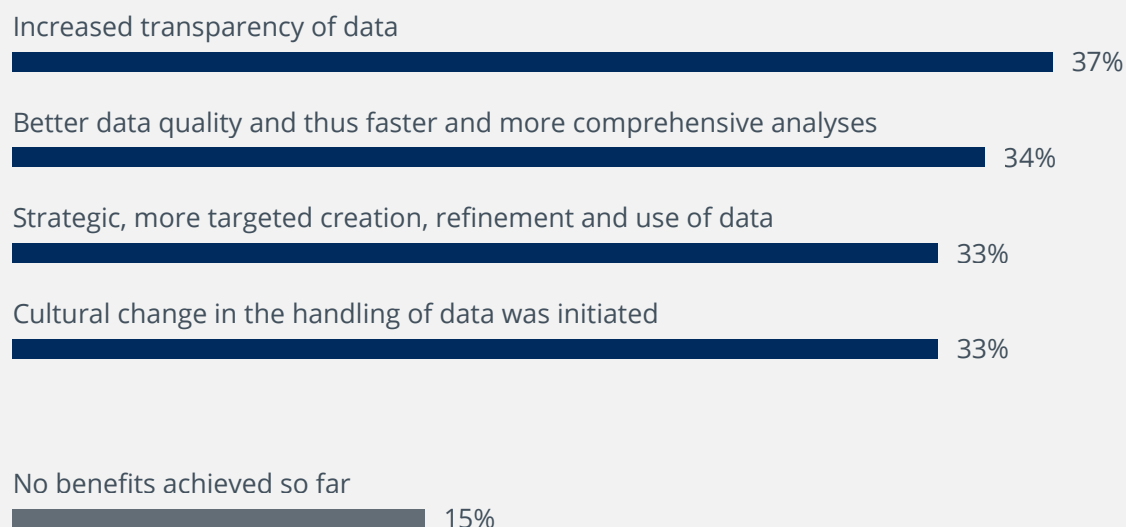 Increased transparency of data
37%
Better data quality and thus faster and more comprehensive analyses
34%
Strategic, more targeted creation, refinement and use of data
33%
Cultural change in the handling of data was initiated
33%
No benefits achieved so far
15%